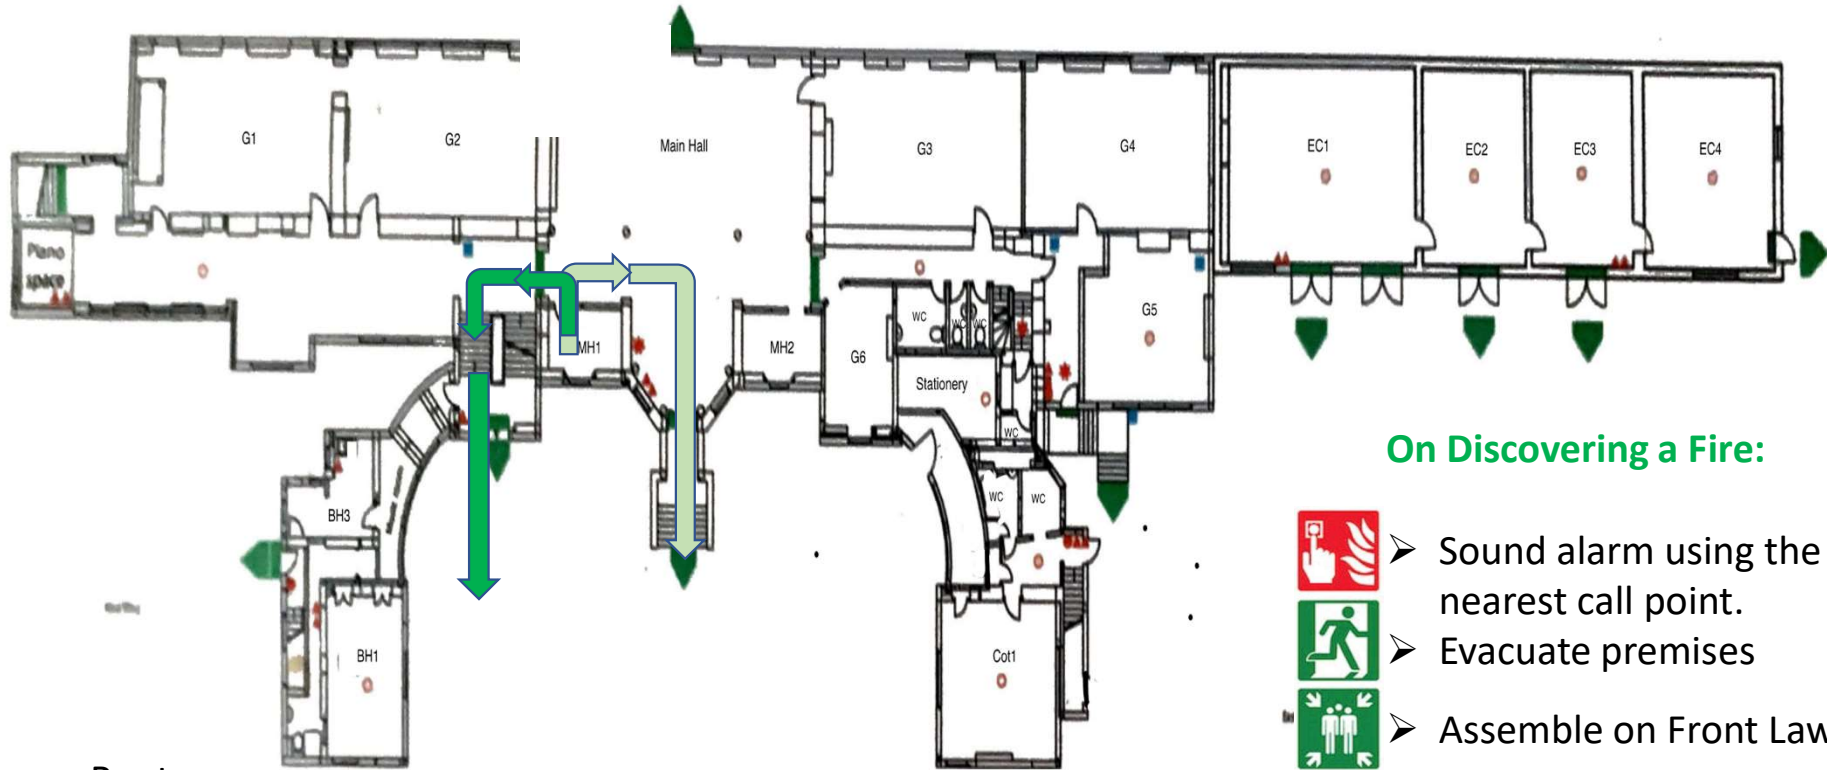 G1
G2
Main Hall
G3
G4
EC1
EC2
EC3
EC4
Piano
space
MH1
MH2
G6
WC
WC
WC
G5
Stationery
WC
WC
WC
BH3
BH1
Cot1
On Discovering a Fire:
➢ Sound alarm using the
nearest call point.
➢ Evacuate premises
➢ Assemble on Front Law